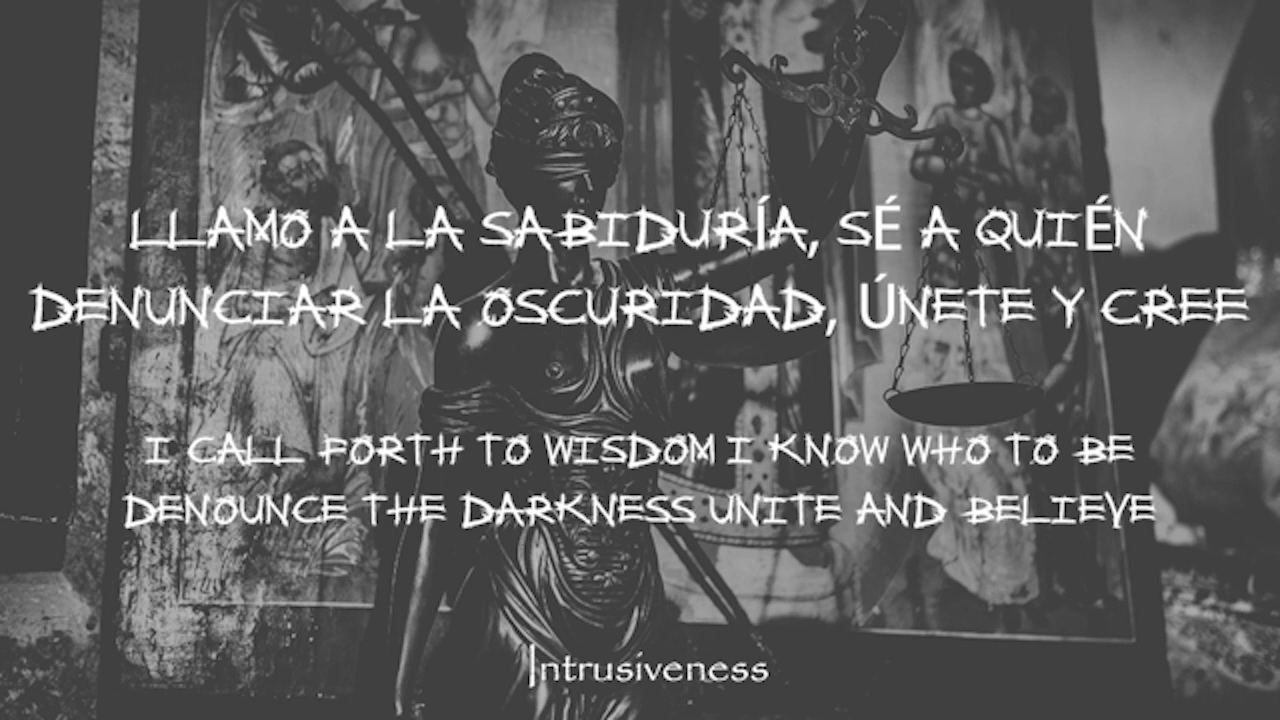 LLAMO A LA SABIDURÍA, SÉ A QUIÉN
DENUNCIAR LA OSCURIDAD, ÚNETE Y CREE
I CALL FORTH TO WISDOM I KNOW WHO TO BE
DENOUNCE THE DARKNESS UNITE AND BELIEVE
Intrusiveness